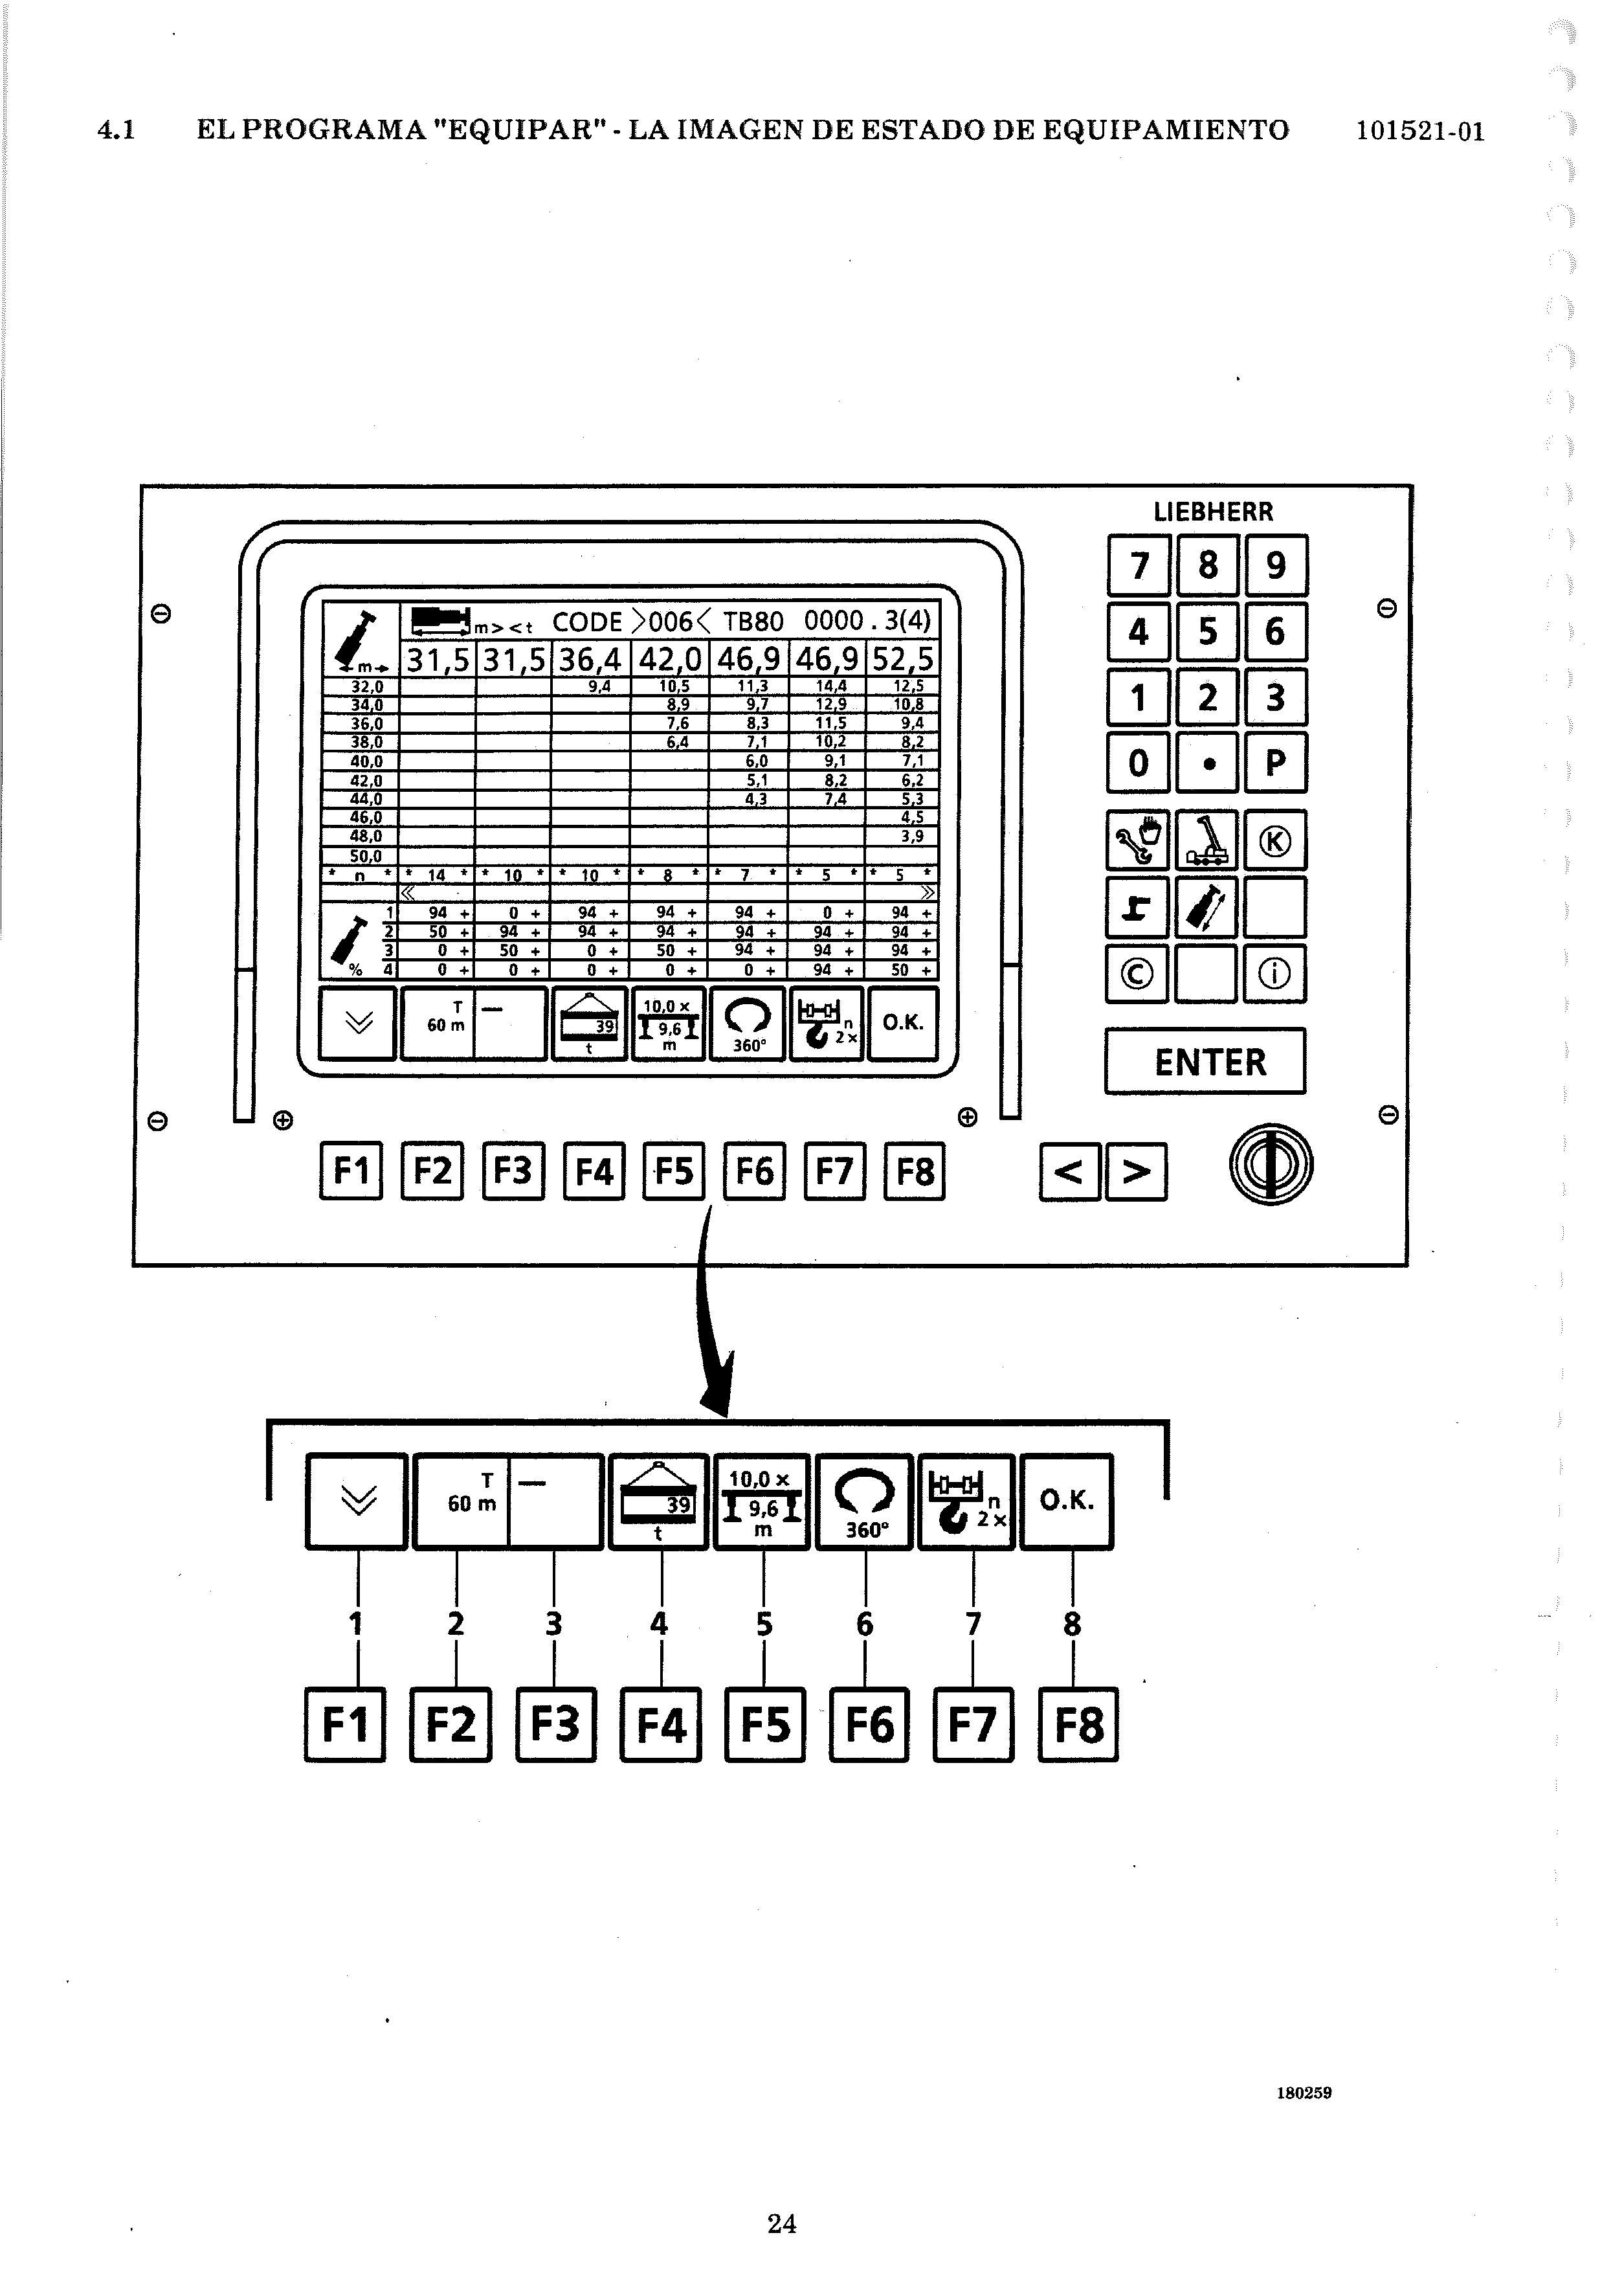 4.1 EL PROGRAMA "EQUIPAR" - LA IMAGEN DE ESTADO DE EQUIPAMIENTO 101521-01
LIEBHERR
m> <t CODE >006< TB80 0000 . 3(4)
m 31,5 31,5 36,4 42,0 46,9 46,9 52,5
32,0 9,4 10,5 11,3 14,4 12,5
34,0 8,9 9,7 12,9 10,8
36,0 7,6 8,3 11,5 9,4
38,0 6,4 7,1 10,2 8,2
40,0 6,0 9,1 7,1
42,0 5,1 8,2 6,2
44,0 4,3 7,4 5,3
46,0 4,5
48,0 3,9
50,0
* n * * 14 * * 10 * * 10 * * 8 * * 7 * * 5 * * 5 *
« »
1 94 + 0 + 94 + 94 + 94 + 0 + 94 +
2 50 + 94 + 94 + 94 + 94 + 94 + 94 +
3 0 + 50 + 0 + 50 + 94 + 94 + 94 +
% 4 0 + 0 + 0 + 0 + 0 + 94 + 50 +
T — 10,0 x
60 m 39 9,6 n O.K.
t m 360° 2 x
7 8 9
4 5 6
1 2 3
0 • P
K
C i
ENTER
F1 F2 F3 F4 F5 F6 F7 F8 < >
T — 10,0 x
60 m 39 9,6 n O.K.
t m 360° 2 x
1 2 3 4 5 6 7 8
F1 F2 F3 F4 F5 F6 F7 F8
180259
24